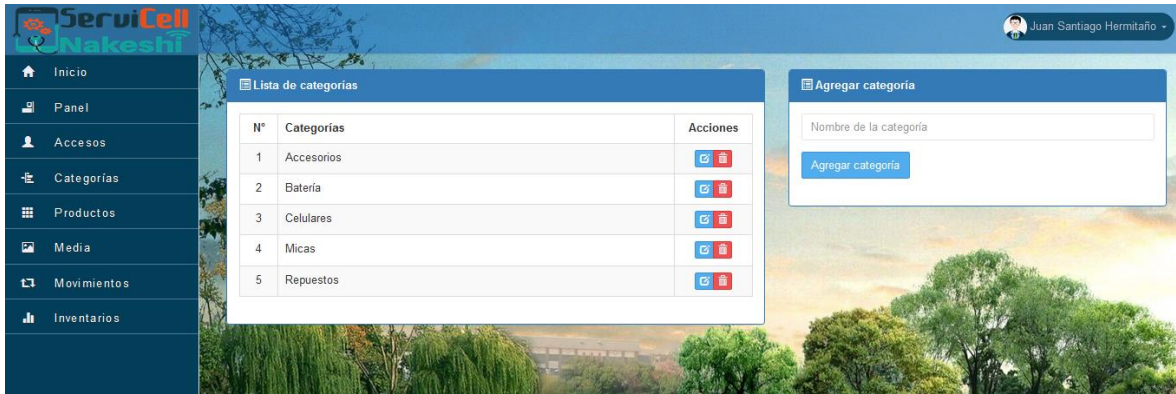 ServiCell
Nakeshi
Juan Santiago Hermitaño
Inicio
Panel
Accesos
Categorías
Productos
Media
Movimientos
Inventarios
Lista de categorías
N° Categorías Acciones
1 Accesorios
2 Batería
3 Celulares
4 Micas
5 Repuestos
Agregar categoría
Nombre de la categoría
Agregar categoría